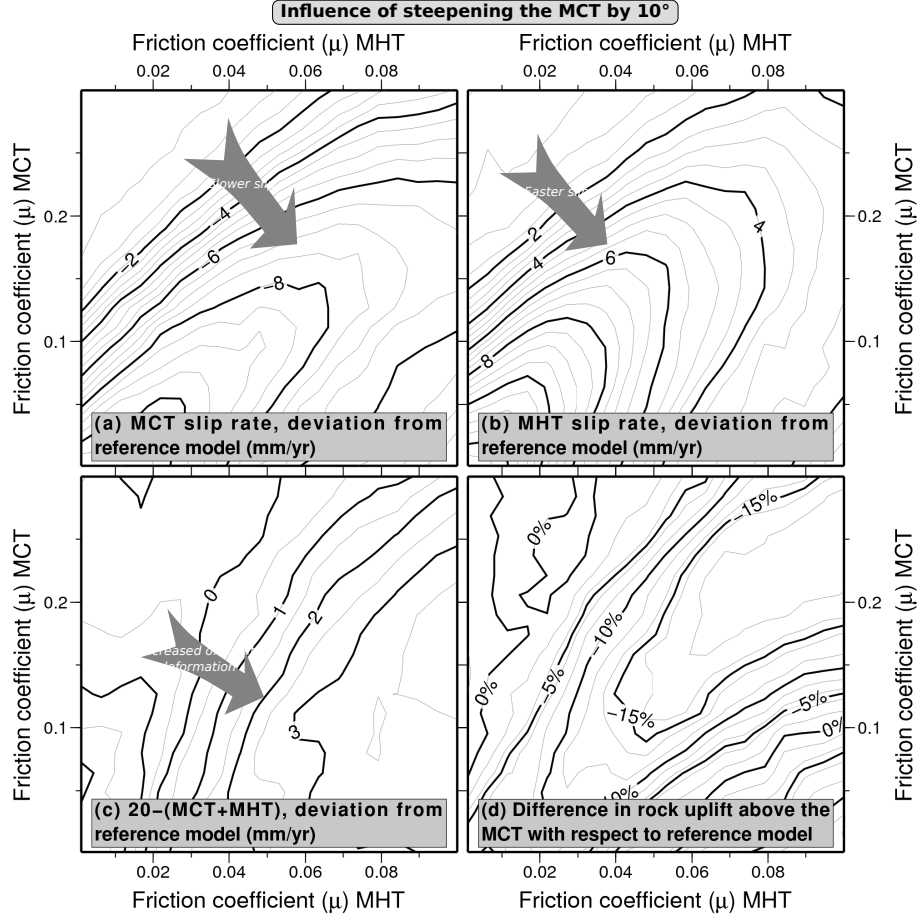 Influence of steepening the MCT by 10°
Friction coefficient (μ) MHT
Friction coefficient (μ) MHT
0.02 0.04 0.06 0.08
0.02 0.04 0.06 0.08
Friction coefficient (μ) MCT
0.2
0.1
−2
−4
−6
−8
slip
(a) MCT slip rate, deviation from
reference model (mm/yr)
2
4
6
8
4
Faster slip
(b) MHT slip rate, deviation from
reference model (mm/yr)
0.2
0.1
Friction coefficient (μ) MCT
Friction coefficient (μ) MCT
0
1
2
3
deformation
(c) 20−(MCT+MHT), deviation from
reference model (mm/yr)
0%
−15%
−10%
−5%
0%
−15%
−5%
0%
(d) Difference in rock uplift above the
MCT with respect to reference model
0.2
0.1
Friction coefficient (μ) MCT
0.02 0.04 0.06 0.08
0.02 0.04 0.06 0.08
Friction coefficient (μ) MHT
Friction coefficient (μ) MHT